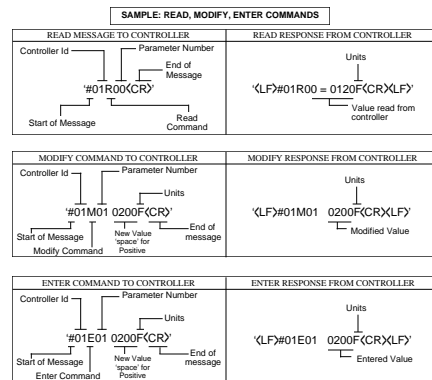 SAMPLE: READ, MODIFY, ENTER COMMANDS
READ MESSAGE TO CONTROLLER
Controller Id
Parameter Number
End of
Message
'#01R00<CR>'
Start of Message
Read
Command
READ RESPONSE FROM CONTROLLER
Units
'<LF>#01R00 = 0120F<CR><LF>'
Value read from
controller
MODIFY COMMAND TO CONTROLLER
Controller Id
Parameter Number
Units
'#01M01 0200F<CR>'
Start of Message
Modify Command
New Value
'space' for
Positive
End of
message
MODIFY RESPONSE FROM CONTROLLER
Units
'<LF>#01M01 0200F<CR><LF>'
Modified Value
ENTER COMMAND TO CONTROLLER
Controller Id
Parameter Number
Units
'#01E01 0200F<CR>'
Start of Message
Enter Command
New Value
'space' for
Positive
End of
message
ENTER RESPONSE FROM CONTROLLER
Units
'<LF>#01E01 0200F<CR><LF>'
Entered Value